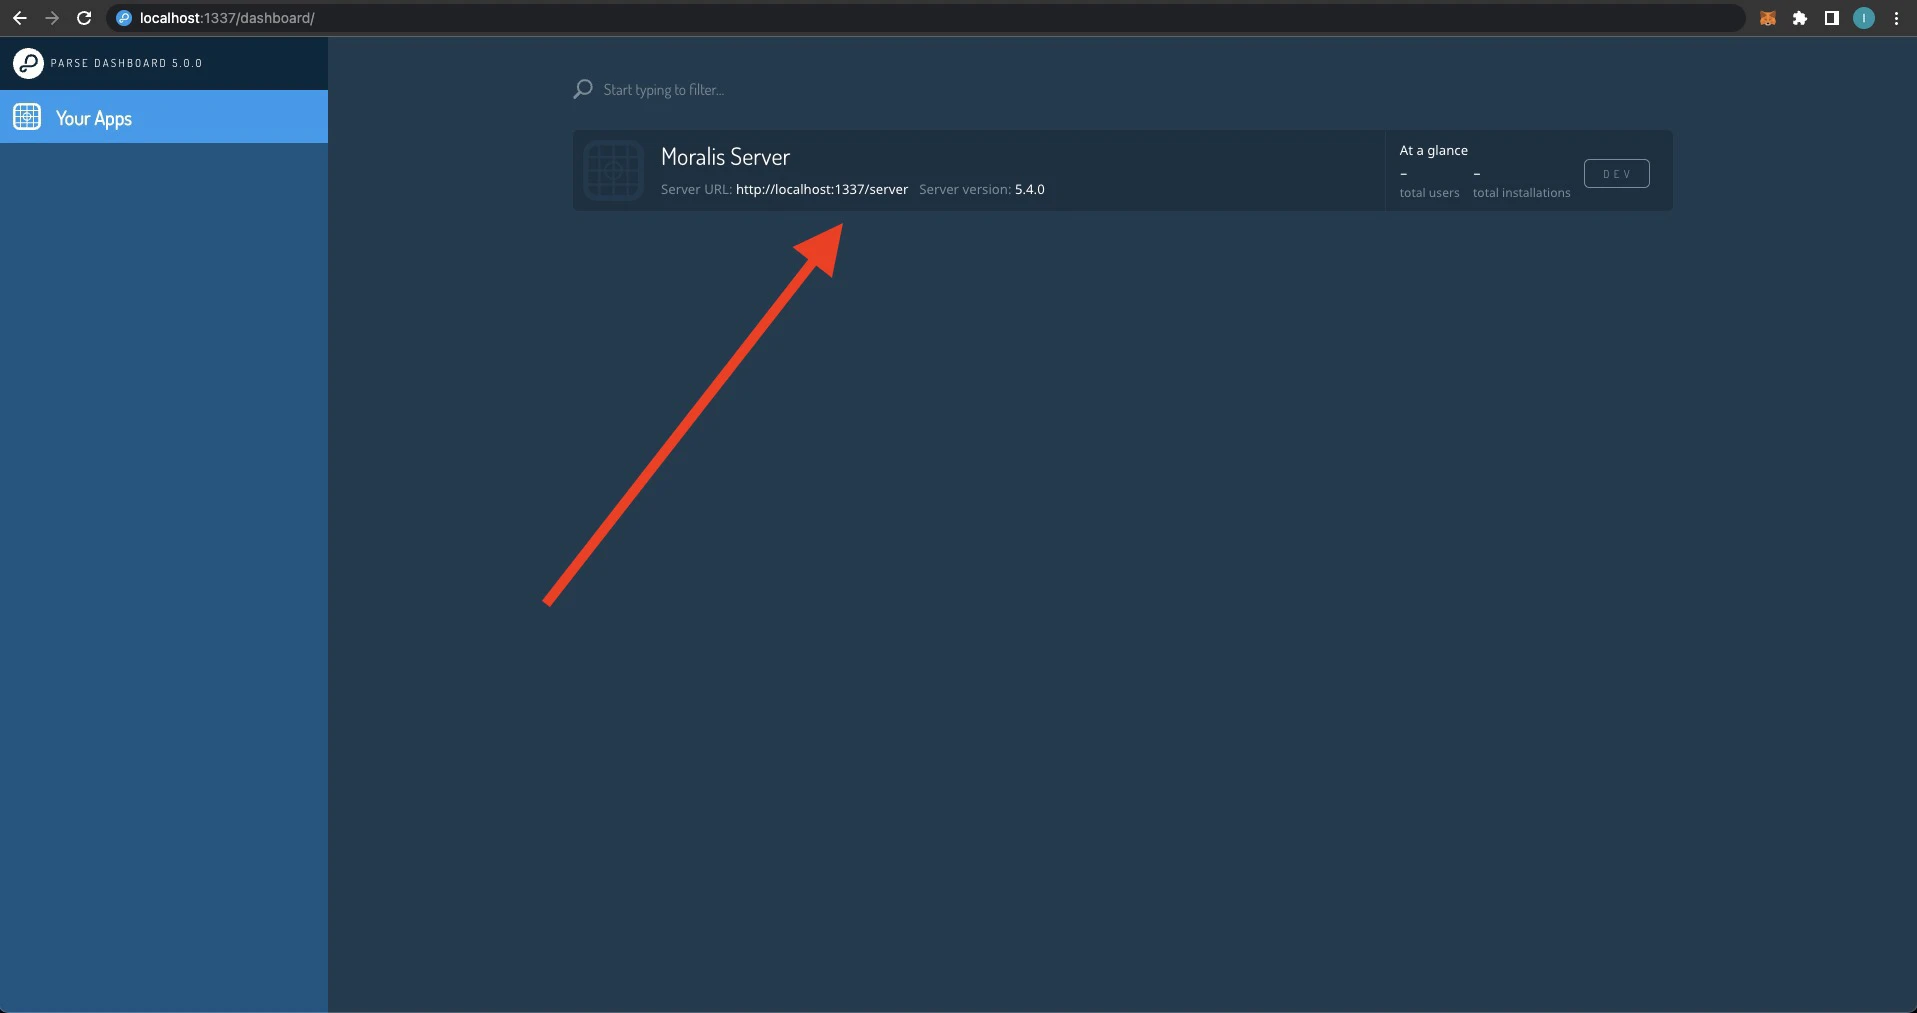 localhost:1337/dashboard/
I
PARSE DASHBOARD 5.0.0
Your Apps
Start typing to filter...
Moralis Server
Server URL: http://localhost:1337/server Server version: 5.4.0
At a glance
– –
total users total installations
DEV